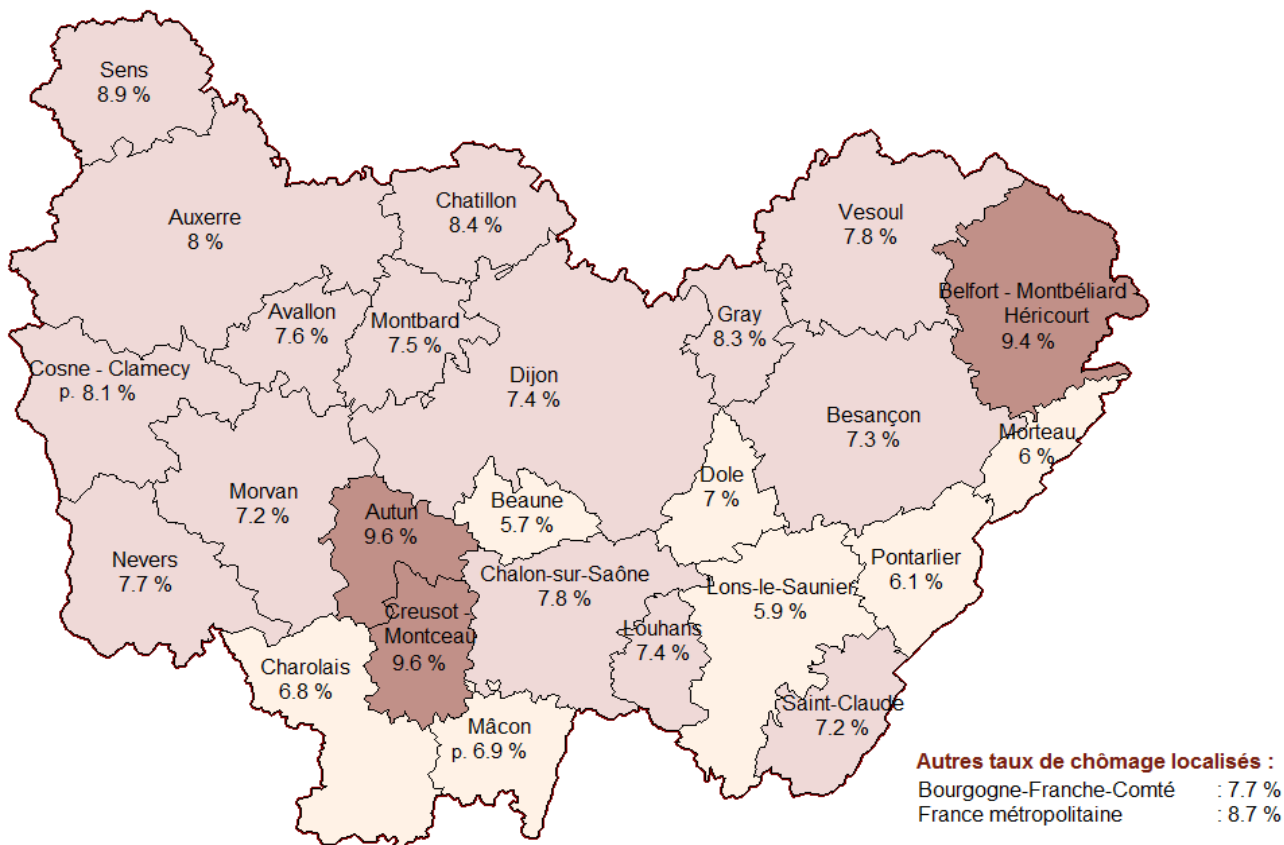 Sens
8.9 %
Auxerre
8 %
Chatillon
8.4 %
Vesoul
7.8 %
Belfort - Montbéliard -
Héricourt
9.4 %
Avallon
7.6 %
Montbard
7.5 %
Gray
8.3 %
Cosne - Clamecy
p. 8.1 %
Dijon
7.4 %
Besançon
7.3 %
Morteau
6 %
Morvan
7.2 %
Autun
9.6 %
Beaune
5.7 %
Dole
7 %
Nevers
7.7 %
Chalon-sur-Saône
7.8 %
Pontarlier
6.1 %
Lons-le-Saunier
5.9 %
Creusot -
Montceau
9.6 %
Louhans
7.4 %
Charolais
6.8 %
Mâcon
p. 6.9 %
Saint-Claude
7.2 %
Autres taux de chômage localisés :
Bourgogne-Franche-Comté : 7.7 %
France métropolitaine : 8.7 %